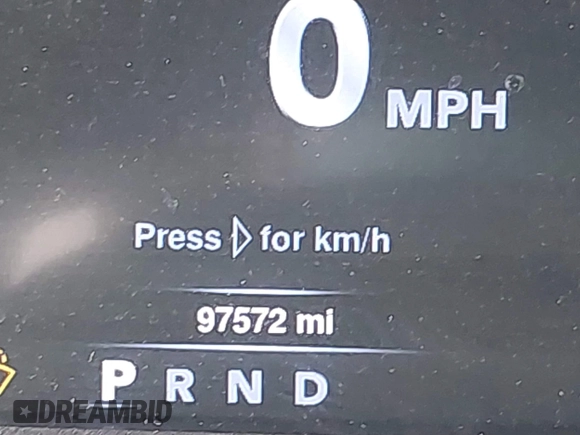 0 MPH
Press ▷ for km/h
97572 mi
P R N D
DREAMBID